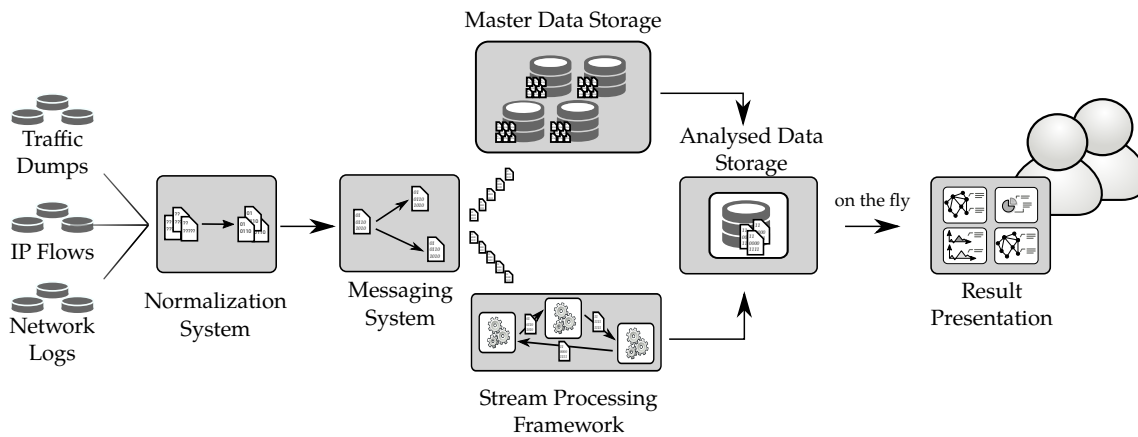 Master Data Storage
Traffic
Dumps
IP Flows
Network
Logs
Normalization
System
Messaging
System
Stream Processing
Framework
Analysed Data
Storage
on the fly
Result
Presentation